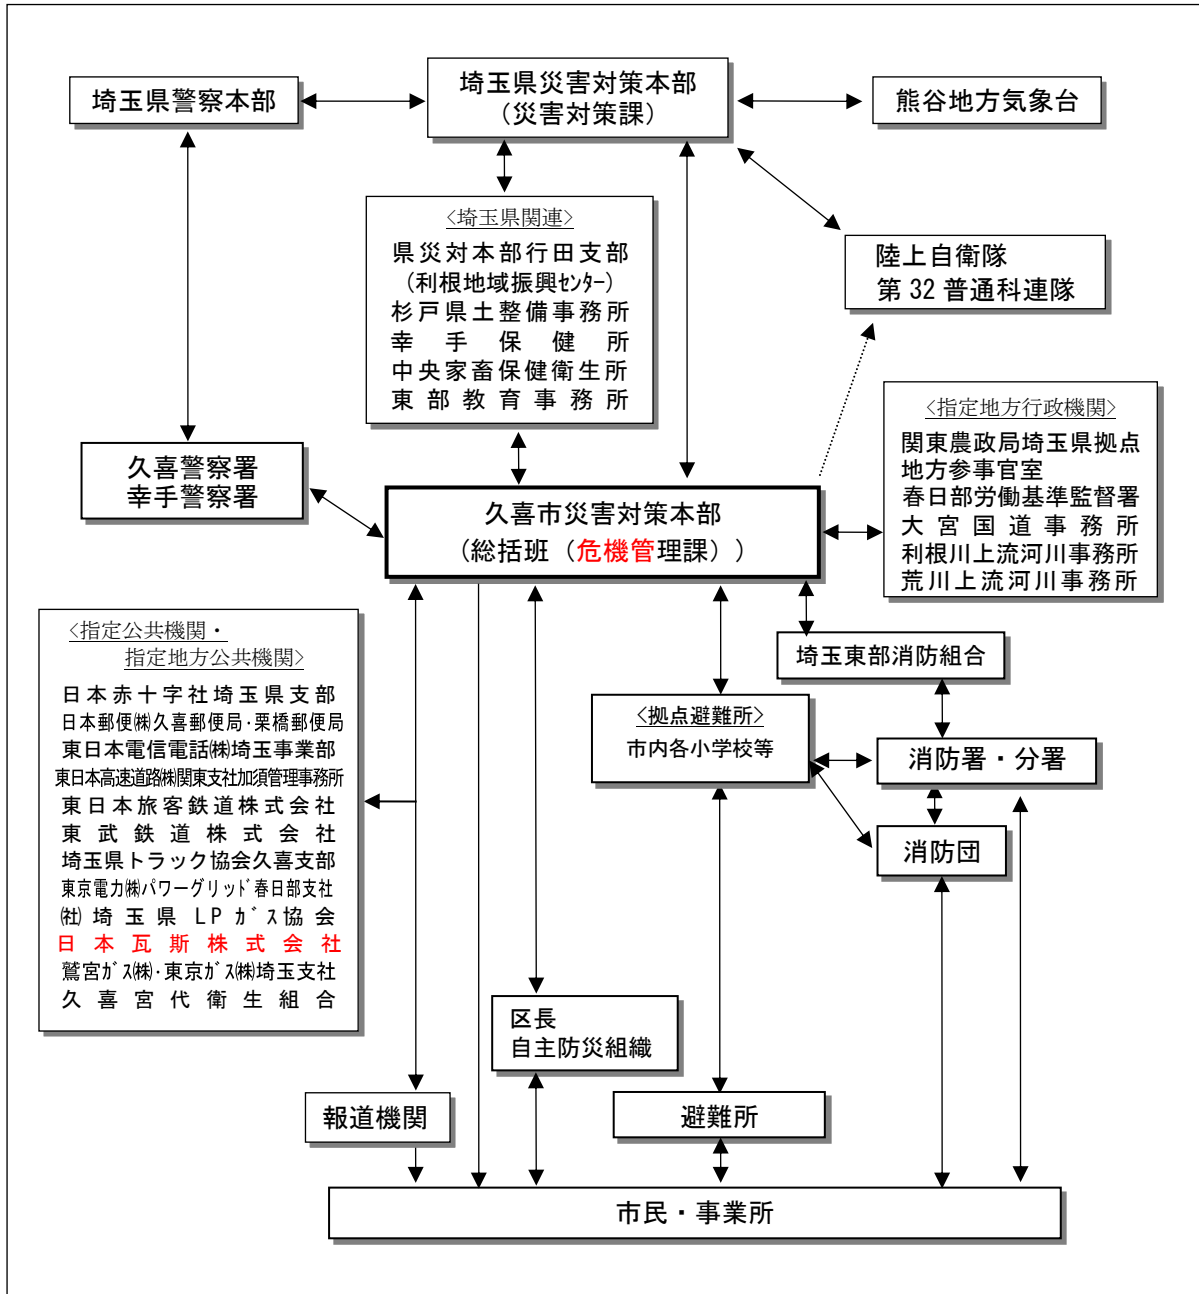 埼玉県警察本部
埼玉県災害対策本部
(災害対策課)
熊谷地方気象台
<埼玉県関連>
県災対本部行田支部
(利根地域振興ｾﾝﾀｰ)
杉戸県土整備事務所
幸手保健所
中央家畜保健衛生所
東部教育事務所
陸上自衛隊
第32普通科連隊
<指定地方行政機関>
関東農政局埼玉県拠点
地方参事官室
春日部労働基準監督署
大宮国道事務所
利根川上流河川事務所
荒川上流河川事務所
久喜警察署
幸手警察署
久喜市災害対策本部
(総括班（危機管理課）)
<指定公共機関・
指定地方公共機関>
日本赤十字社埼玉県支部
日本郵便㈱久喜郵便局･栗橋郵便局
東日本電信電話㈱埼玉事業部
東日本高速道路㈱関東支社加須管理事務所
東日本旅客鉄道株式会社
東武鉄道株式会社
埼玉県トラック協会久喜支部
東京電力㈱パワーグリッド春日部支社
㈳埼玉県LPガス協会
日本瓦斯株式会社
鷲宮ガス㈱･東京ガス㈱埼玉支社
久喜宮代衛生組合
埼玉東部消防組合
<拠点避難所>
市内各小学校等
消防署・分署
消防団
区長
自主防災組織
報道機関
避難所
市民・事業所